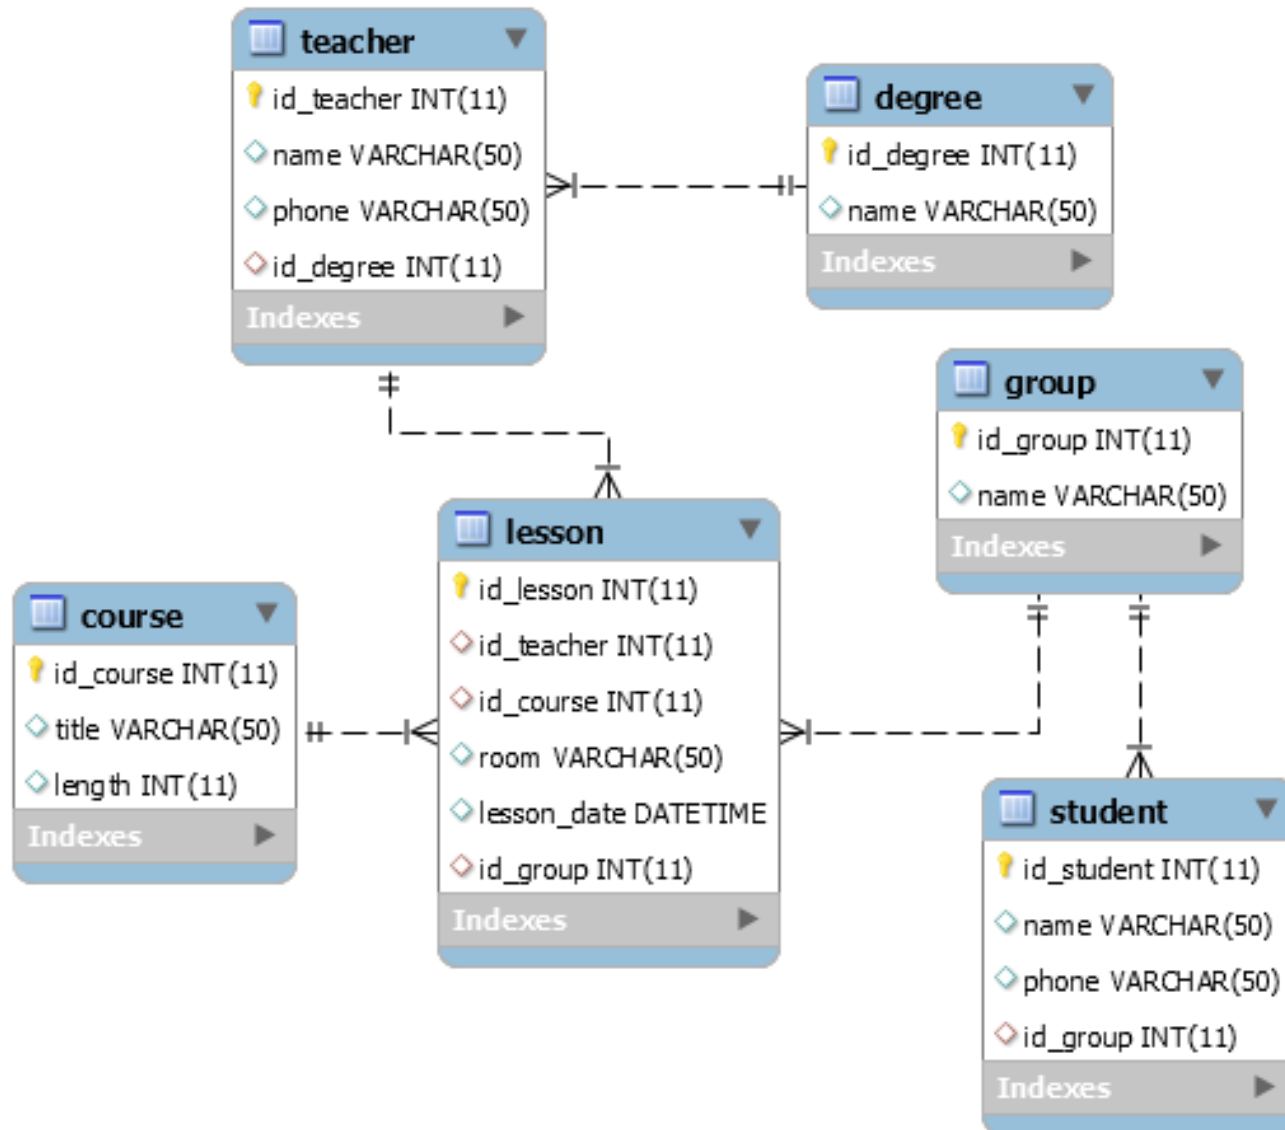 teacher
id_teacher INT(11)
name VARCHAR(50)
phone VARCHAR(50)
id_degree INT(11)
Indexes
degree
id_degree INT(11)
name VARCHAR(50)
Indexes
group
id_group INT(11)
name VARCHAR(50)
Indexes
lesson
id_lesson INT(11)
id_teacher INT(11)
id_course INT(11)
room VARCHAR(50)
lesson_date DATETIME
id_group INT(11)
Indexes
course
id_course INT(11)
title VARCHAR(50)
length INT(11)
Indexes
student
id_student INT(11)
name VARCHAR(50)
phone VARCHAR(50)
id_group INT(11)
Indexes